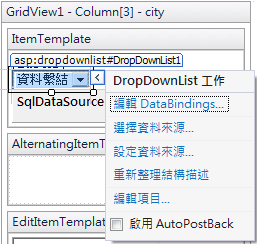 GridView1 - Column[3] - city
ItemTemplate
asp:dropdownlist#DropDownList1
資料繫結
SqlDataSource
DropDownList 工作
編輯 DataBindings...
選擇資料來源...
設定資料來源...
重新整理結構描述
編輯項目...
啟用 AutoPostBack
AlternatingItemTem
EditItemTempla